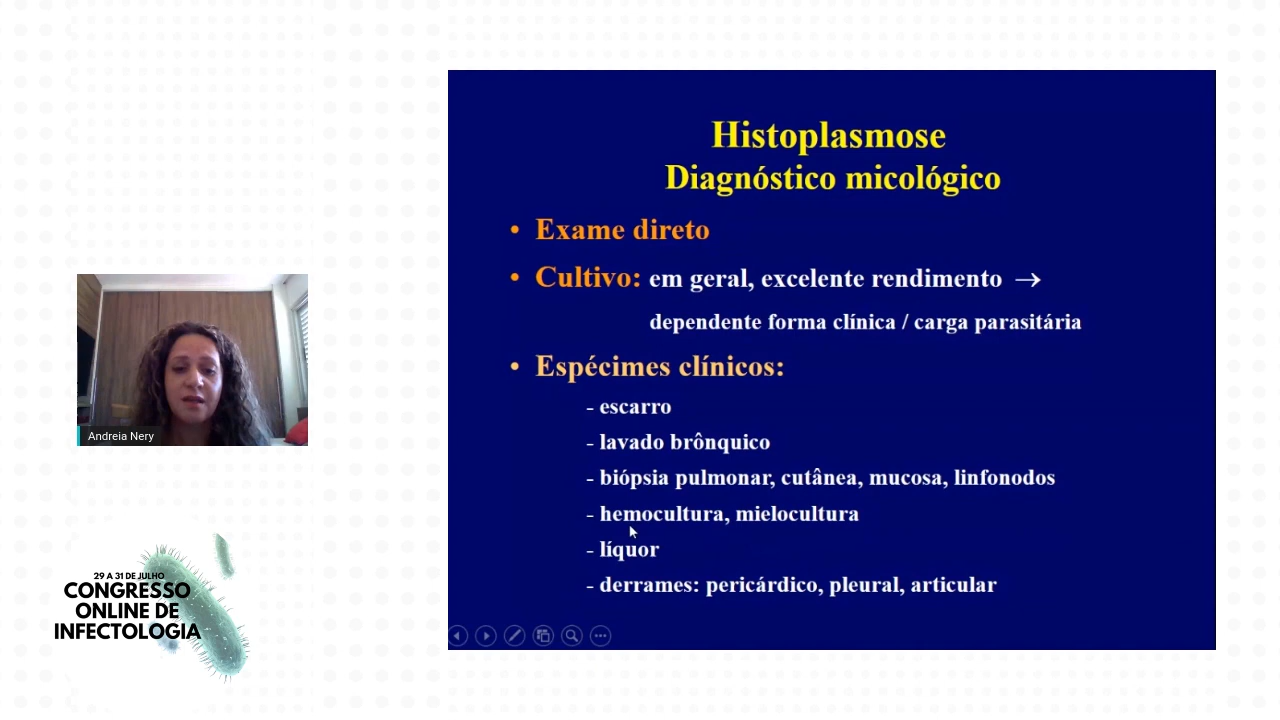 Histoplasmose
Diagnóstico micológico
• Exame direto
• Cultivo: em geral, excelente rendimento →
dependente forma clínica / carga parasitária
• Espécimes clínicos:
- escarro
- lavado brônquico
- biópsia pulmonar, cutânea, mucosa, linfonodos
- hemocultura, mielocultura
- líquor
- derrames: pericárdico, pleural, articular
Andreia Nery
29 A 31 DE JULHO
CONGRESSO
ONLINE DE
INFECTOLOGIA